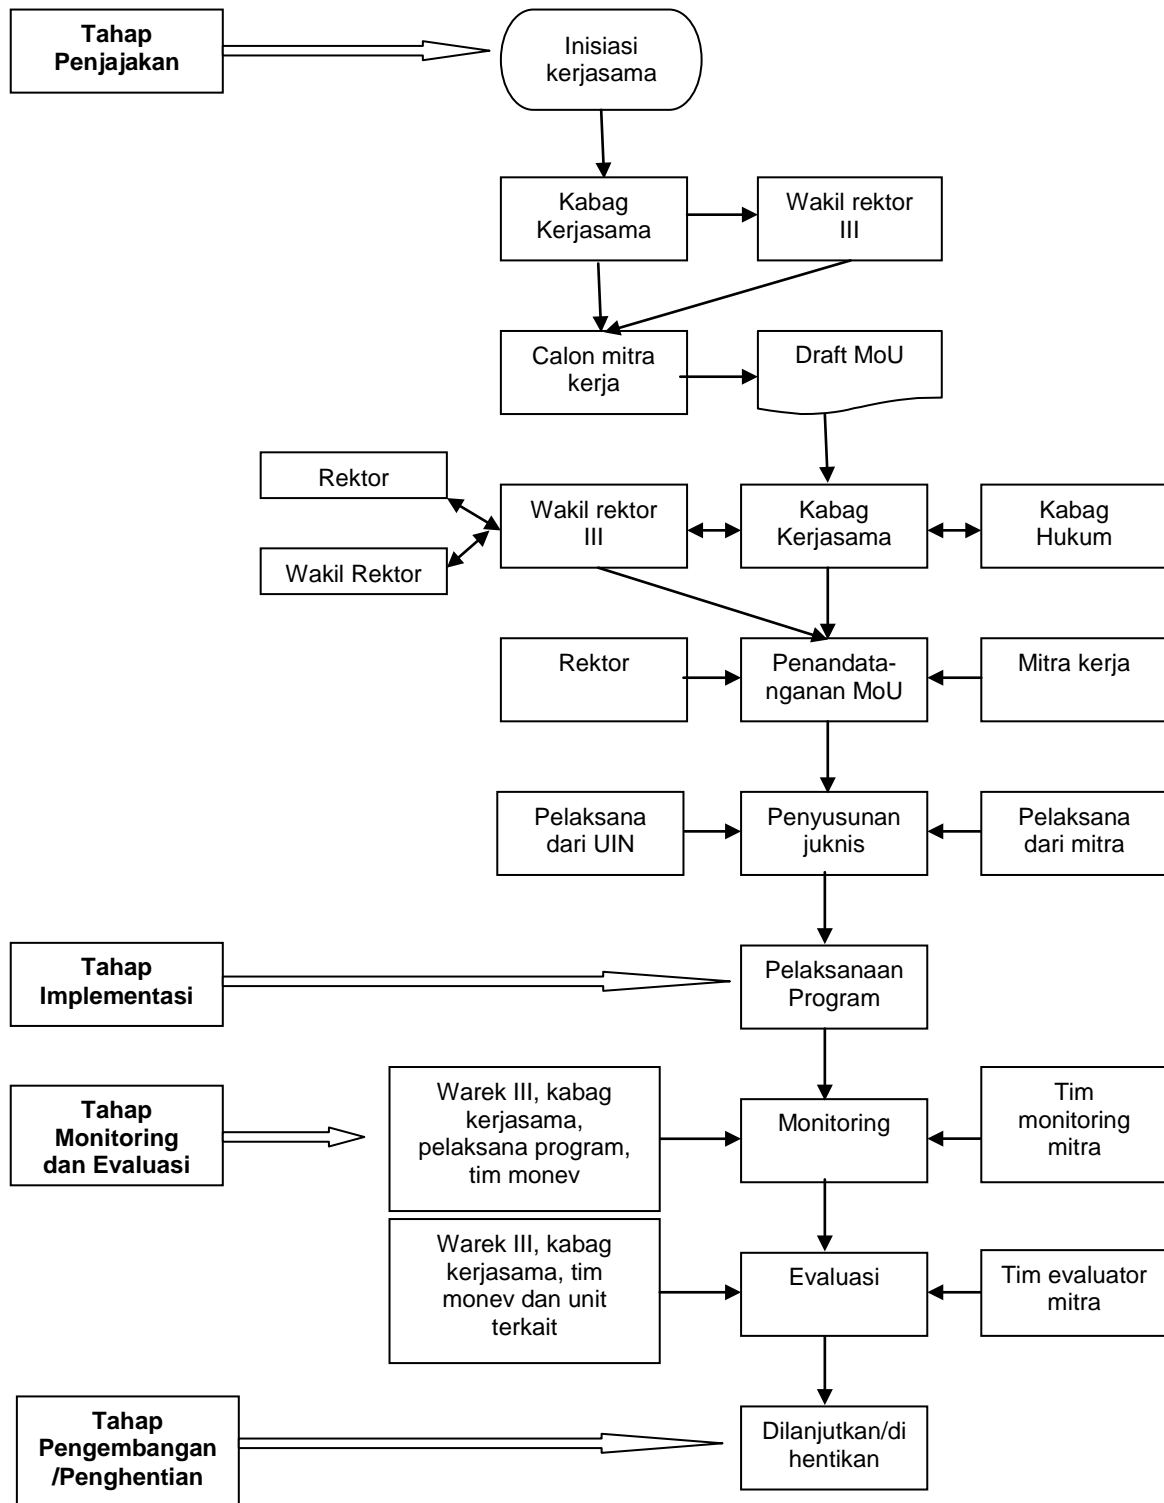 Tahap
Penjajakan
Inisiasi
kerjasama
Kabag
Kerjasama
Wakil rektor
III
Calon mitra
kerja
Draft MoU
Rektor
Wakil Rektor
Wakil rektor
III
Kabag
Kerjasama
Kabag
Hukum
Rektor
Penandata-
nganan MoU
Mitra kerja
Pelaksana
dari UIN
Penyusunan
juknis
Pelaksana
dari mitra
Tahap
Implementasi
Pelaksanaan
Program
Tahap
Monitoring
dan Evaluasi
Warek III, kabag
kerjasama,
pelaksana program,
tim monev
Monitoring
Tim
monitoring
mitra
Warek III, kabag
kerjasama, tim
monev dan unit
terkait
Evaluasi
Tim evaluator
mitra
Tahap
Pengembangan
/Penghentian
Dilanjutkan/di
hentikan